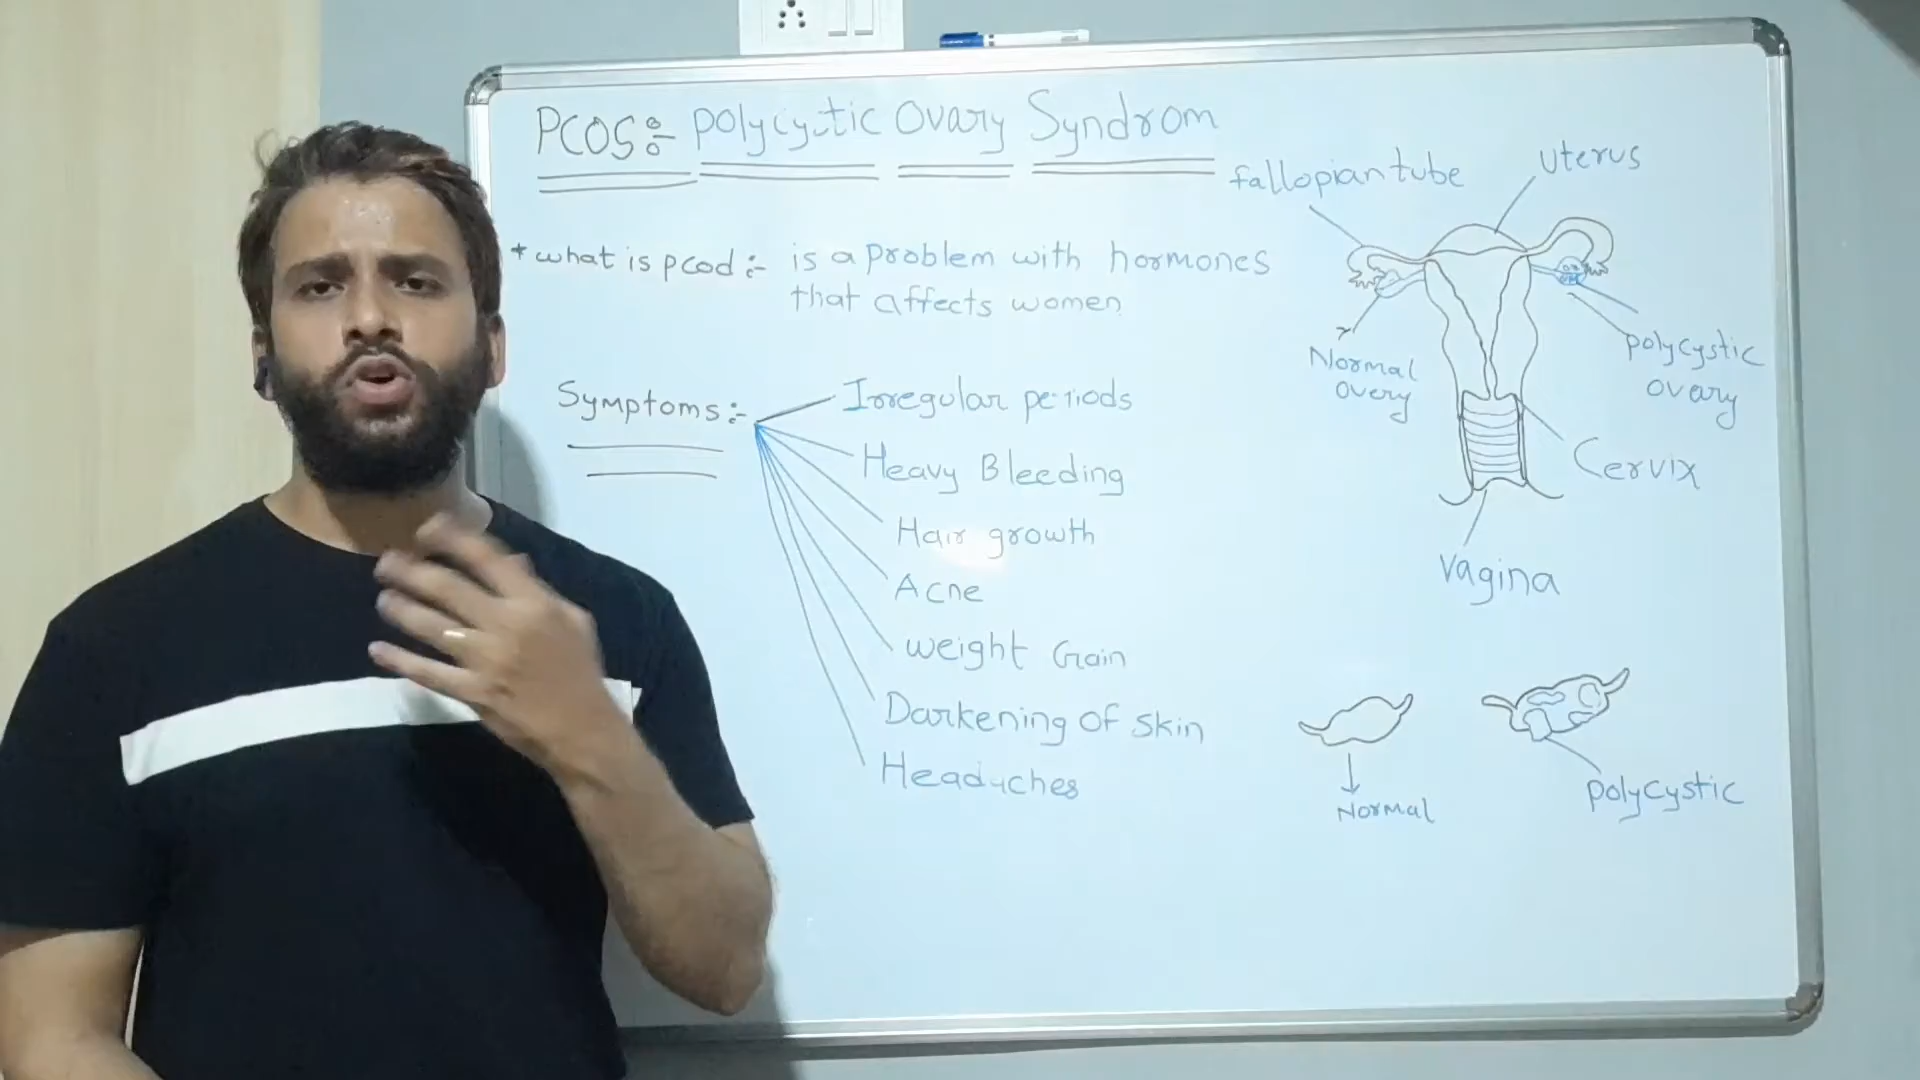 PCOS:- polycystic Ovary Syndrom
* what is pcod :- is a problem with hormones
that affects women
Symptoms:-
Irregular periods
Heavy Bleeding
Hair growth
Acne
weight Gain
Darkening of skin
Headaches
fallopian tube
uterus
Normal
overy
polycystic
ovary
Cervix
vagina
Normal
polycystic